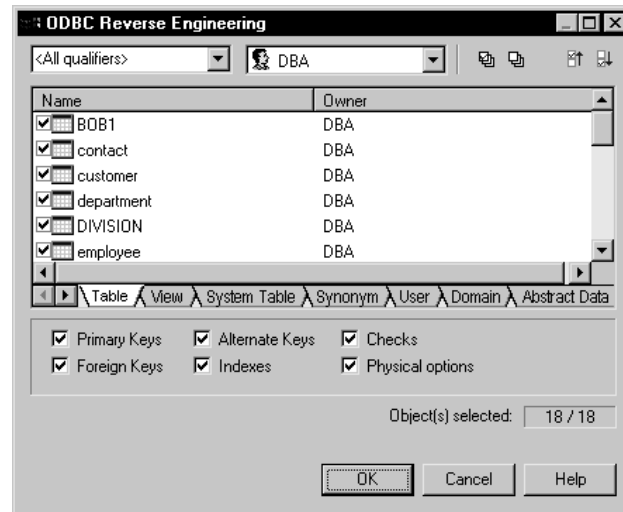 ODBC Reverse Engineering
<All qualifiers> DBA
Name Owner
BOB1 DBA
contact DBA
customer DBA
department DBA
DIVISION DBA
employee DBA
Table View System Table Synonym User Domain Abstract Data
Primary Keys Alternate Keys Checks
Foreign Keys Indexes Physical options
Object(s) selected: 18 / 18
OK Cancel Help